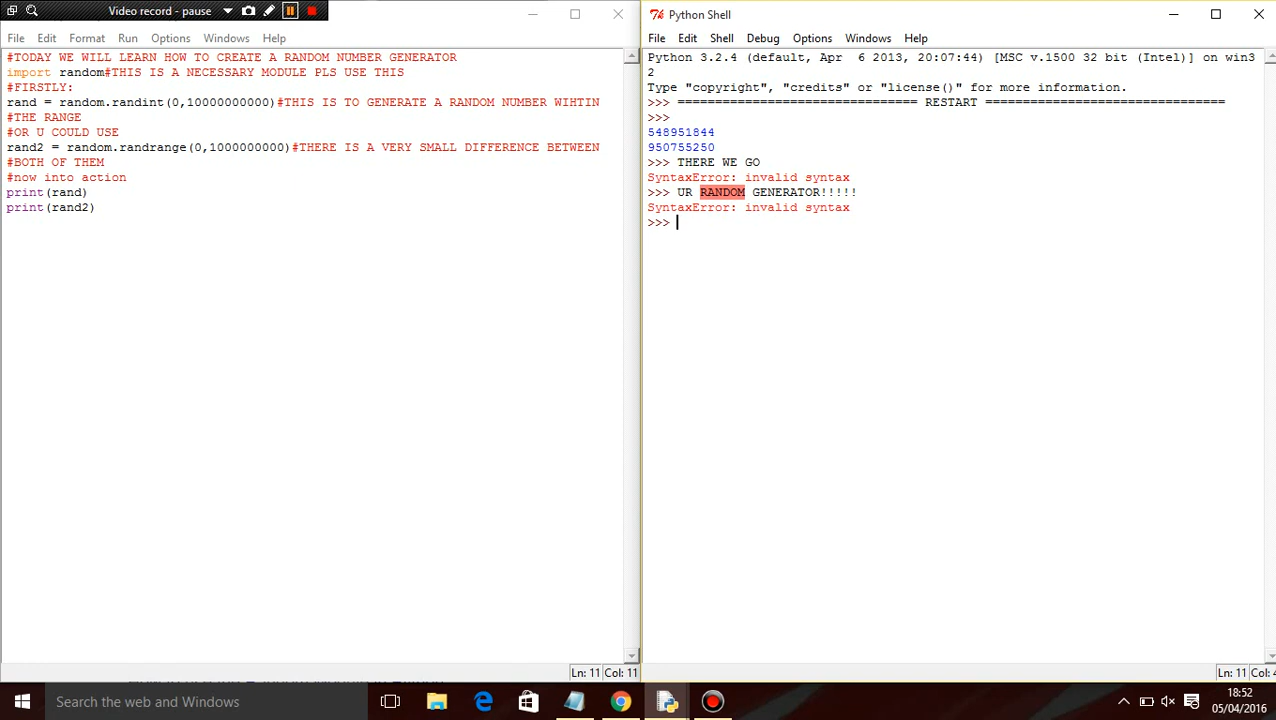 Video record - pause
File Edit Format Run Options Windows Help
#TODAY WE WILL LEARN HOW TO CREATE A RANDOM NUMBER GENERATOR
import random#THIS IS A NECESSARY MODULE PLS USE THIS
#FIRSTLY:
rand = random.randint(0,10000000000)#THIS IS TO GENERATE A RANDOM NUMBER WIHTIN
#THE RANGE
#OR U COULD USE
rand2 = random.randrange(0,1000000000)#THERE IS A VERY SMALL DIFFERENCE BETWEEN
#BOTH OF THEM
#now into action
print(rand)
print(rand2)
Ln: 11 Col: 11
Python Shell
File Edit Shell Debug Options Windows Help
Python 3.2.4 (default, Apr  6 2013, 20:07:44) [MSC v.1500 32 bit (Intel)] on win3
2
Type "copyright", "credits" or "license()" for more information.
>>> ================================ RESTART ================================
>>>
548951844
950755250
>>> THERE WE GO
SyntaxError: invalid syntax
>>> UR RANDOM GENERATOR!!!!!
SyntaxError: invalid syntax
>>>
Ln: 11 Col: 4
Search the web and Windows
18:52
05/04/2016